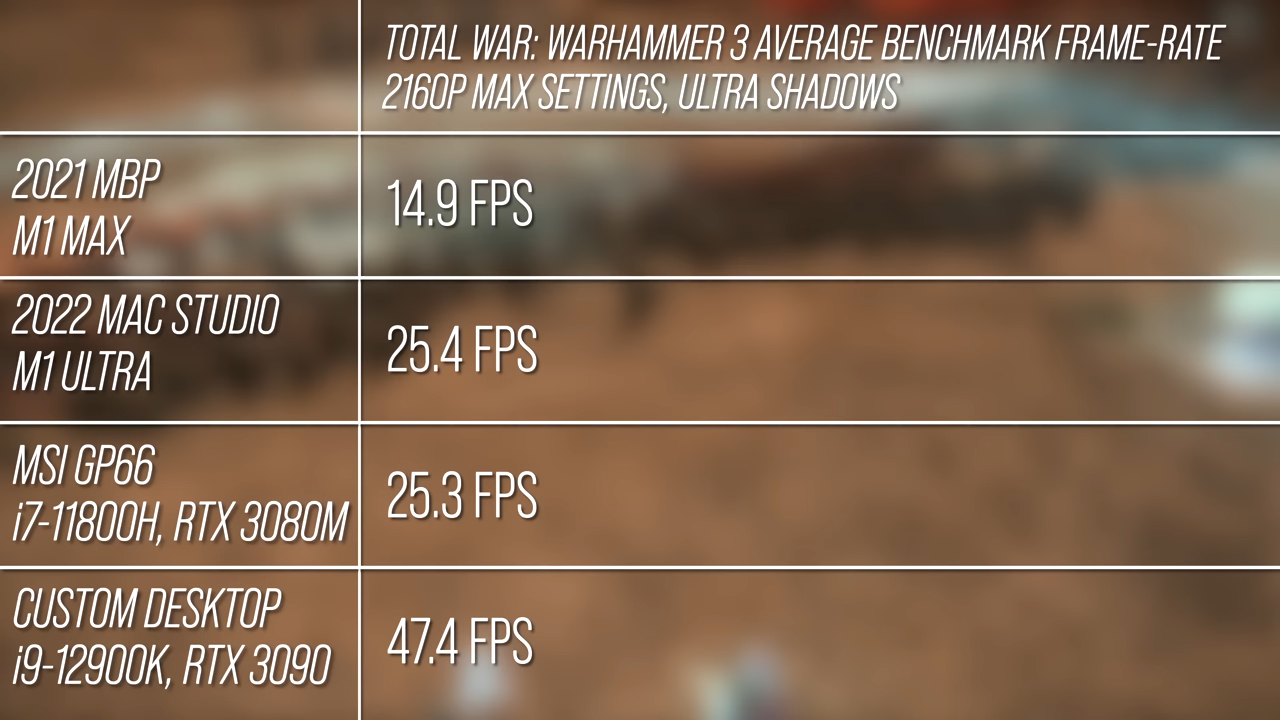 TOTAL WAR: WARHAMMER 3 AVERAGE BENCHMARK FRAME-RATE
2160P MAX SETTINGS, ULTRA SHADOWS
2021 MBP
M1 MAX
14.9 FPS
2022 MAC STUDIO
M1 ULTRA
25.4 FPS
MSI GP66
i7-11800H, RTX 3080M
25.3 FPS
CUSTOM DESKTOP
i9-12900K, RTX 3090
47.4 FPS